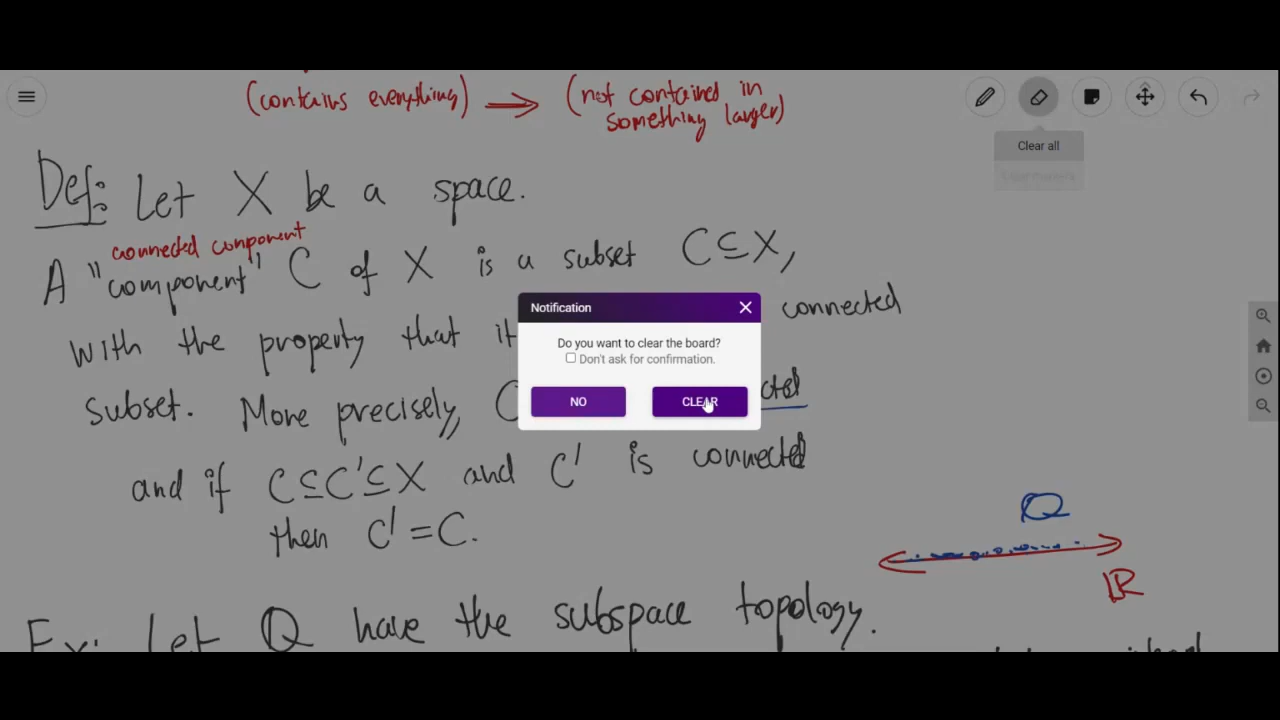 (contains everything) → (not contained in
something larger)
Clear all
Def: Let X be a space.
connected component
A "component" C of X is a subset C⊆X,
with the property that it connected
subset. More precisely, C
and if C⊆C'⊆X and C' is connected
then C' = C.
Notification
Do you want to clear the board?
Don't ask for confirmation.
NO
CLEAR
Q
R
Ex: Let Q have the subspace topology.